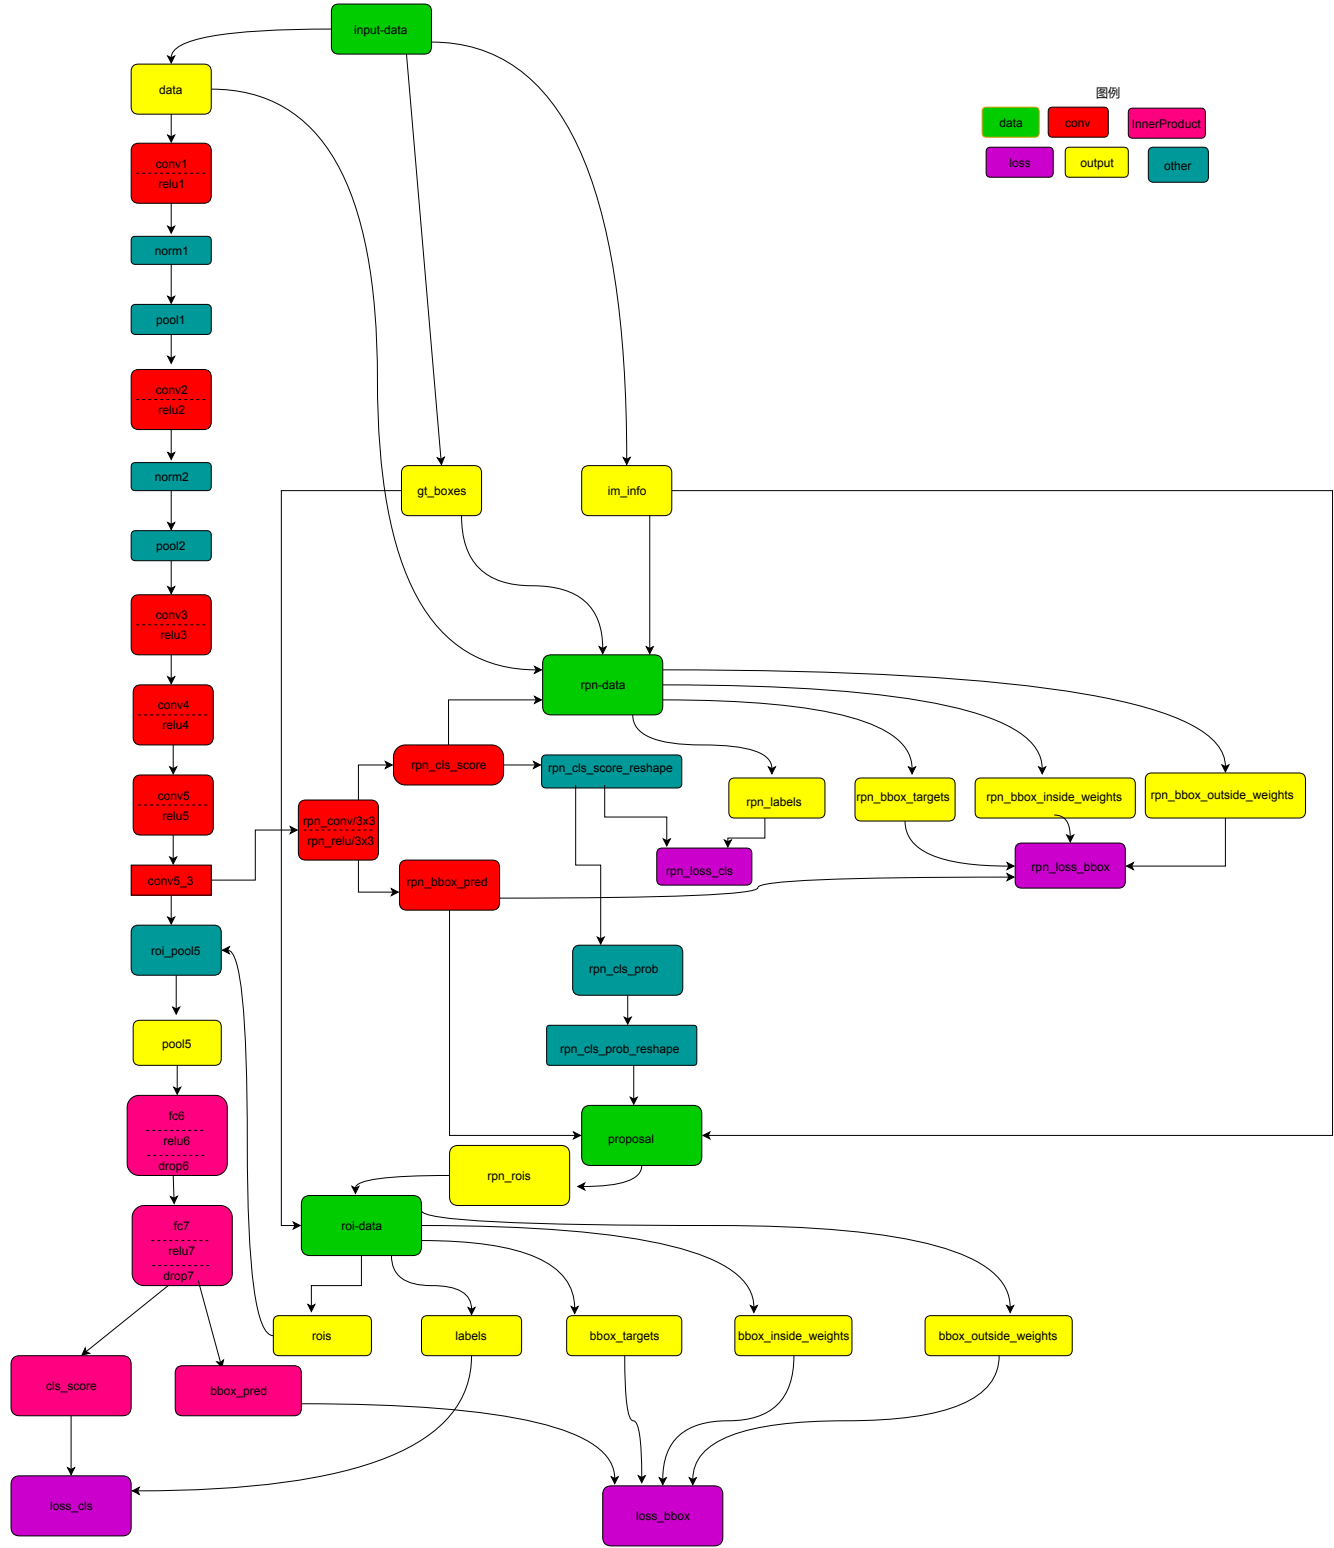 input-data
data
图例
data
conv
InnerProduct
loss
output
other
conv1
relu1
norm1
pool1
conv2
relu2
norm2
pool2
gt_boxes
im_info
conv3
relu3
rpn-data
conv4
relu4
rpn_cls_score
rpn_cls_score_reshape
rpn_labels
rpn_bbox_targets
rpn_bbox_inside_weights
rpn_bbox_outside_weights
conv5
relu5
rpn_conv/3x3
rpn_relu/3x3
conv5_3
rpn_bbox_pred
rpn_loss_cls
rpn_loss_bbox
roi_pool5
rpn_cls_prob
pool5
rpn_cls_prob_reshape
fc6
relu6
drop6
proposal
rpn_rois
fc7
relu7
drop7
roi-data
rois
labels
bbox_targets
bbox_inside_weights
bbox_outside_weights
cls_score
bbox_pred
loss_cls
loss_bbox